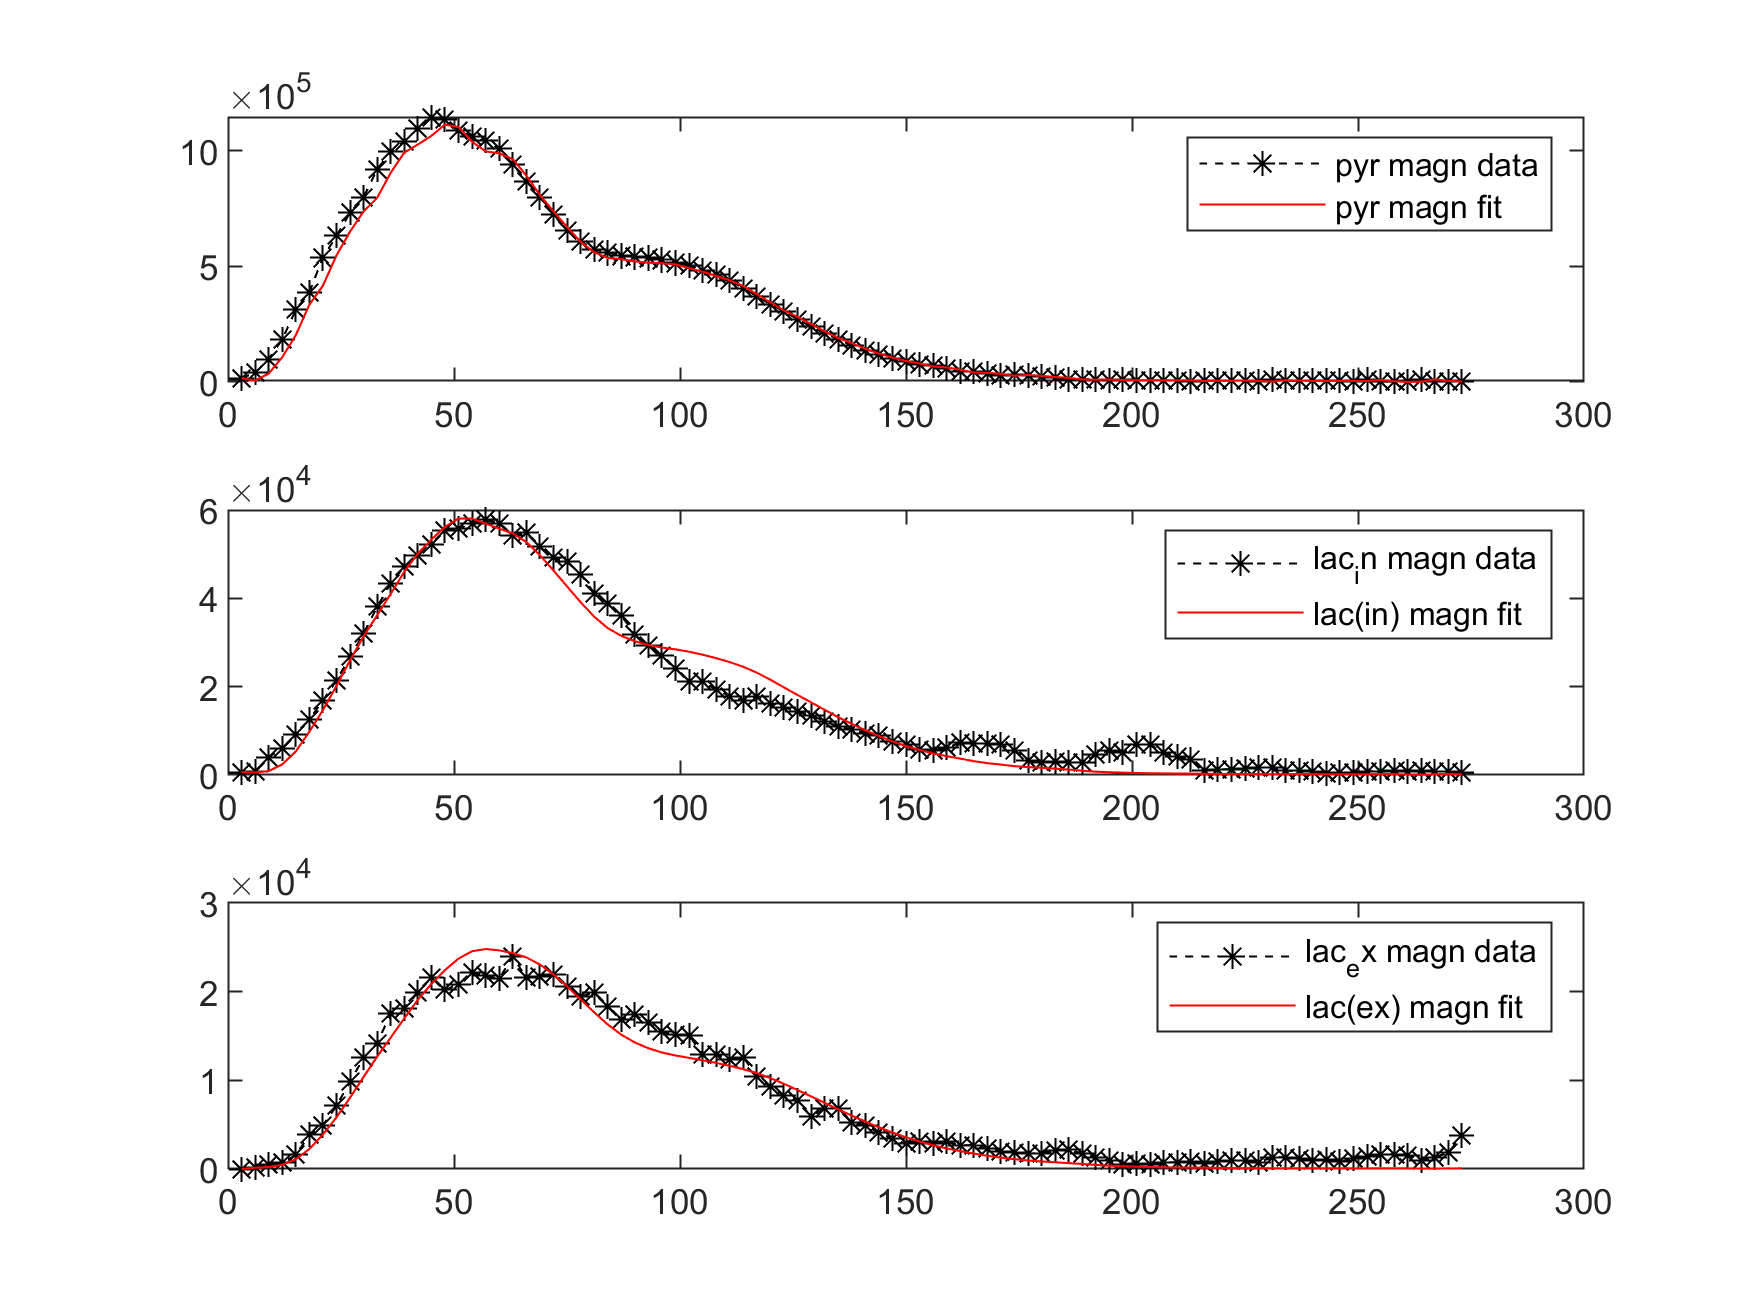 ×10^5
10
5
0
0 50 100 150 200 250 300
pyr magn data
pyr magn fit
×10^4
6
4
2
0
0 50 100 150 200 250 300
lac_in magn data
lac(in) magn fit
×10^4
3
2
1
0
0 50 100 150 200 250 300
lac_ex magn data
lac(ex) magn fit